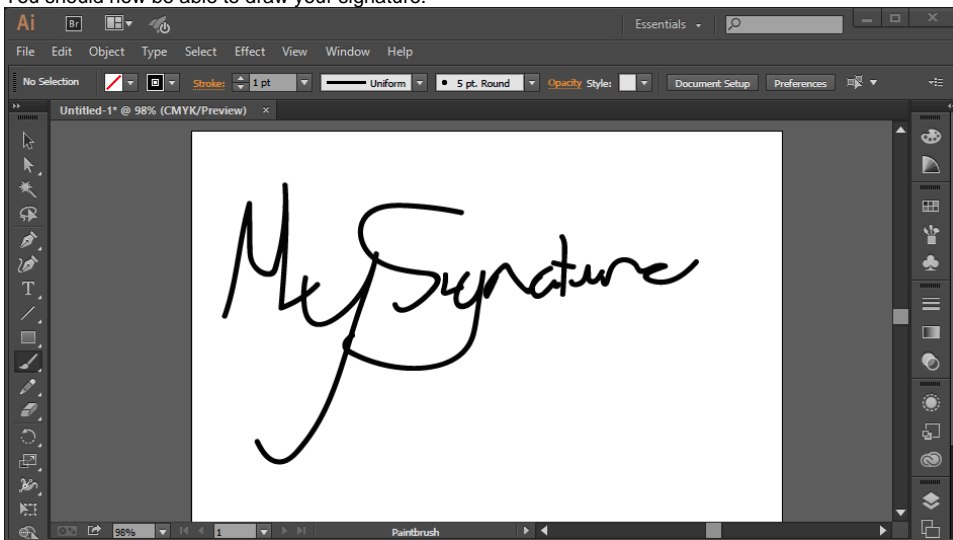 You should now be able to draw your signature.
Ai Br Essentials
File Edit Object Type Select Effect View Window Help
No Selection Stroke: 1 pt Uniform 5 pt. Round Opacity Style: Document Setup Preferences
Untitled-1* @ 98% (CMYK/Preview) ×
My Signature
T
98% 1 Paintbrush